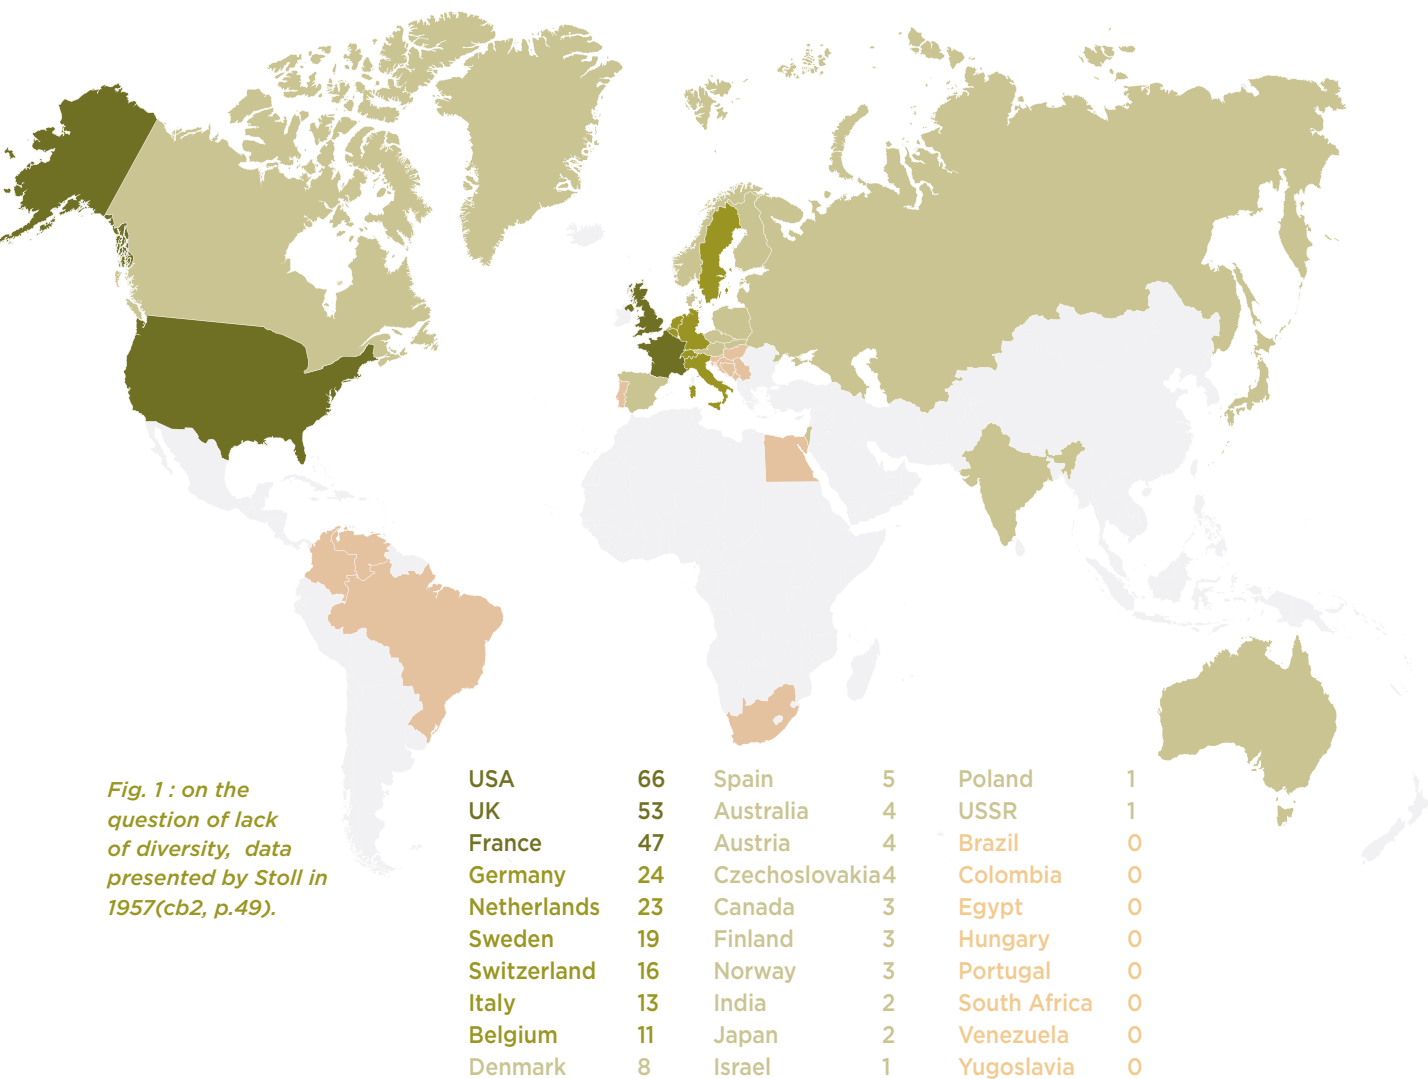 Fig. 1 : on the
question of lack
of diversity, data
presented by Stoll in
1957(cb2, p.49).
USA 66
UK 53
France 47
Germany 24
Netherlands 23
Sweden 19
Switzerland 16
Italy 13
Belgium 11
Denmark 8
Spain 5
Australia 4
Austria 4
Czechoslovakia 4
Canada 3
Finland 3
Norway 3
India 2
Japan 2
Israel 1
Poland 1
USSR 1
Brazil 0
Colombia 0
Egypt 0
Hungary 0
Portugal 0
South Africa 0
Venezuela 0
Yugoslavia 0